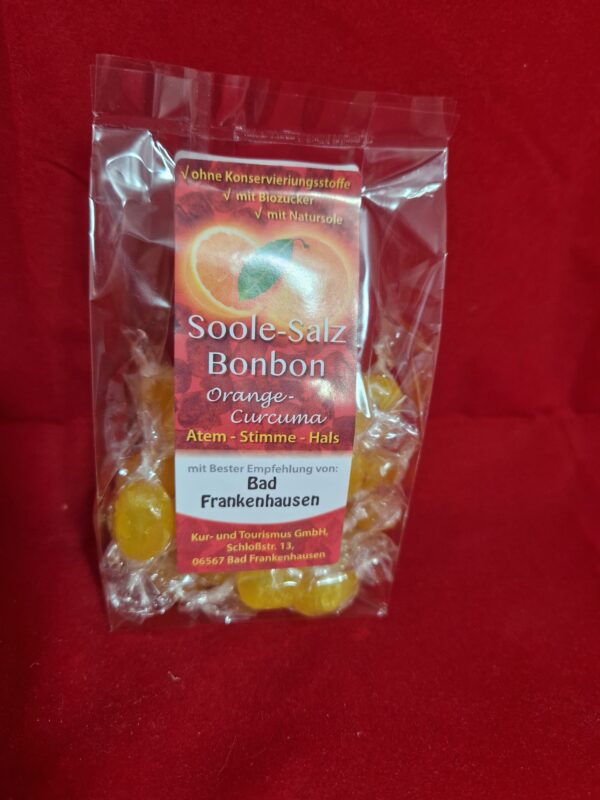 √ ohne Konservierungsstoffe
√ mit Biozucker
√ mit Natursole
Soole-Salz
Bonbon
Orange-
Curcuma
Atem - Stimme - Hals
mit Bester Empfehlung von:
Bad
Frankenhausen
Kur- und Tourismus GmbH,
Schloßstr. 13,
06567 Bad Frankenhausen